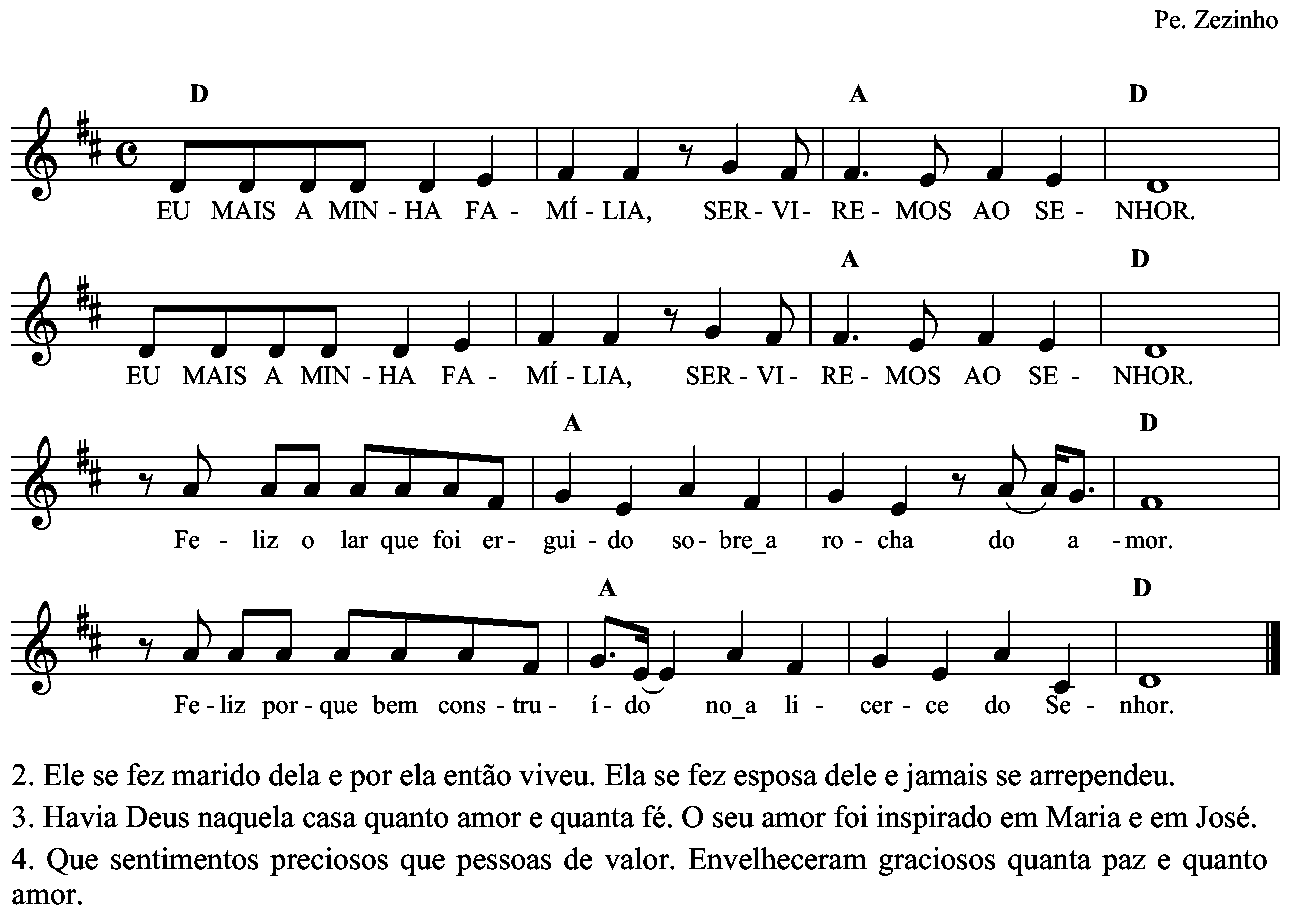 Pe. Zezinho
D A D
EU MAIS A MIN - HA FA - MÍ - LIA, SER - VI - RE - MOS AO SE - NHOR.
A D
EU MAIS A MIN - HA FA - MÍ - LIA, SER - VI - RE - MOS AO SE - NHOR.
A D
Fe - liz o lar que foi er - gui - do so - bre_a ro - cha do a -mor.
A D
Fe - liz por - que bem cons - tru - í - do no_a li - cer - ce do Se - nhor.
2. Ele se fez marido dela e por ela então viveu. Ela se fez esposa dele e jamais se arrependeu.
3. Havia Deus naquela casa quanto amor e quanta fé. O seu amor foi inspirado em Maria e em José.
4. Que sentimentos preciosos que pessoas de valor. Envelheceram graciosos quanta paz e quanto
amor.